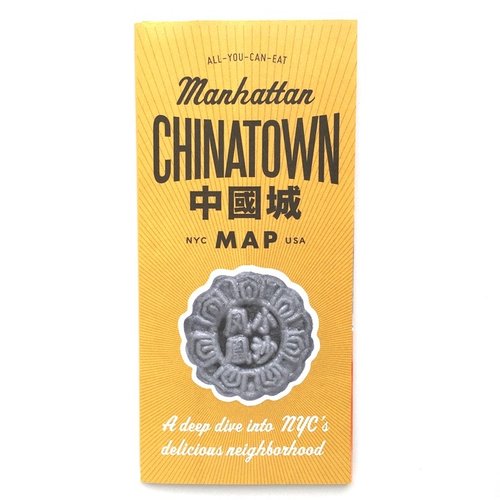 ALL-YOU-CAN-EAT
Manhattan
CHINATOWN
中國城
NYC MAP USA
A deep dive into NYC's
delicious neighborhood